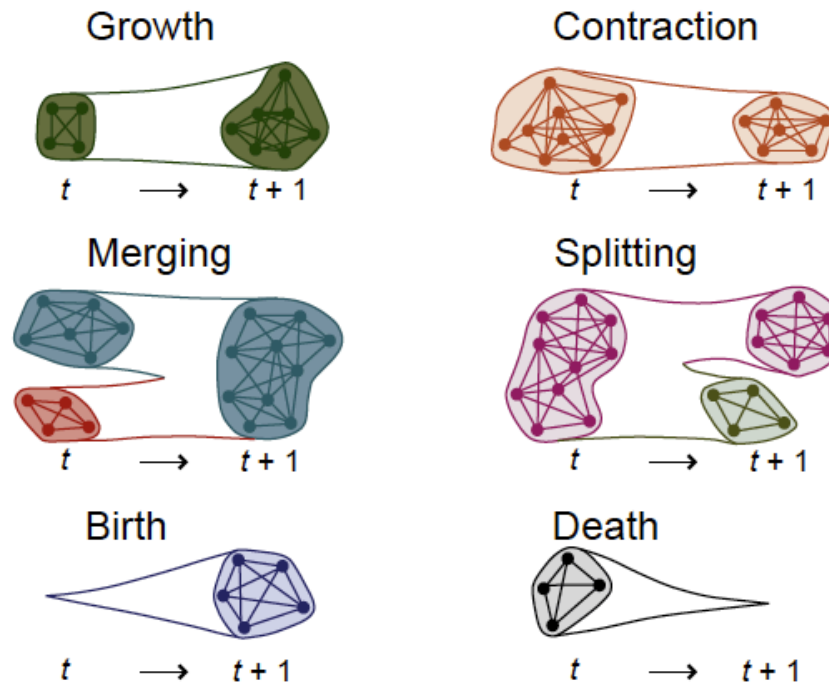 Growth
Contraction
t → t + 1
t → t + 1
Merging
Splitting
t → t + 1
t → t + 1
Birth
Death
t → t + 1
t → t + 1